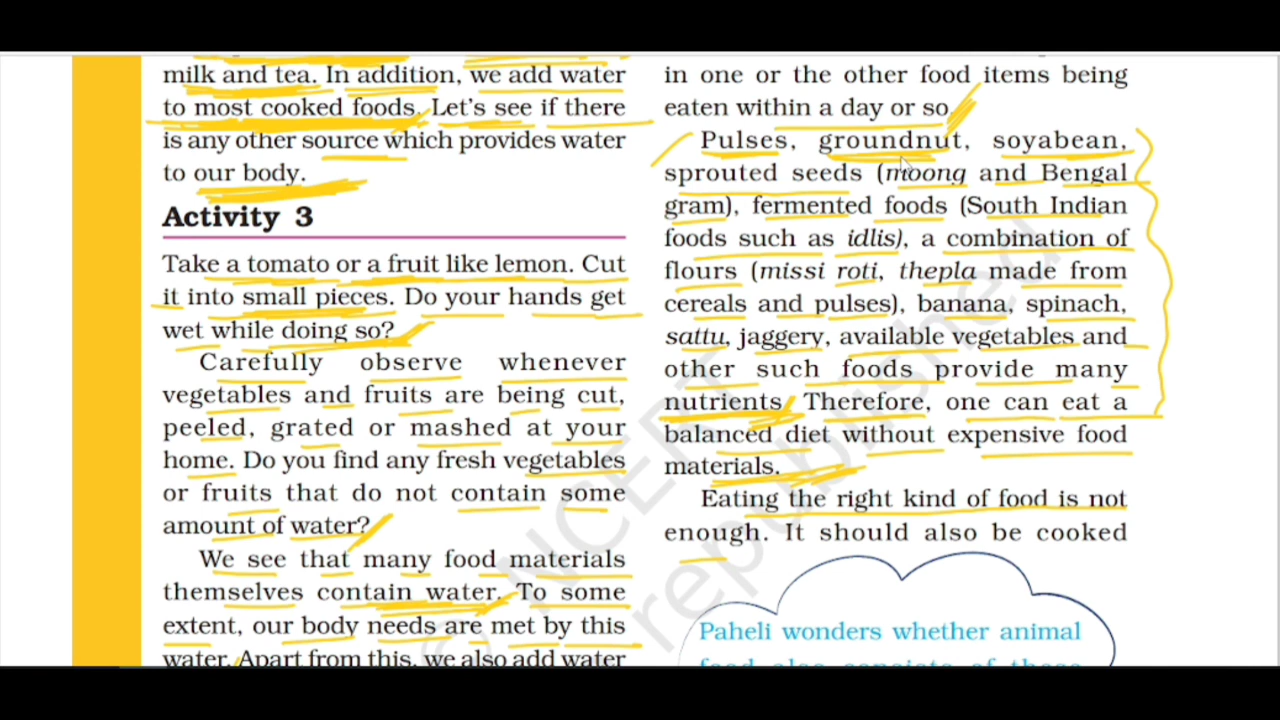 milk and tea. In addition, we add water
to most cooked foods. Let's see if there
is any other source which provides water
to our body.
Activity 3
Take a tomato or a fruit like lemon. Cut
it into small pieces. Do your hands get
wet while doing so?
Carefully observe whenever
vegetables and fruits are being cut,
peeled, grated or mashed at your
home. Do you find any fresh vegetables
or fruits that do not contain some
amount of water?
We see that many food materials
themselves contain water. To some
extent, our body needs are met by this
water. Apart from this, we also add water
in one or the other food items being
eaten within a day or so.
Pulses, groundnut, soyabean,
sprouted seeds (moong and Bengal
gram), fermented foods (South Indian
foods such as idlis), a combination of
flours (missi roti, thepla made from
cereals and pulses), banana, spinach,
sattu, jaggery, available vegetables and
other such foods provide many
nutrients. Therefore, one can eat a
balanced diet without expensive food
materials.
Eating the right kind of food is not
enough. It should also be cooked
Paheli wonders whether animal
food also consists of these
© NCERT
republished